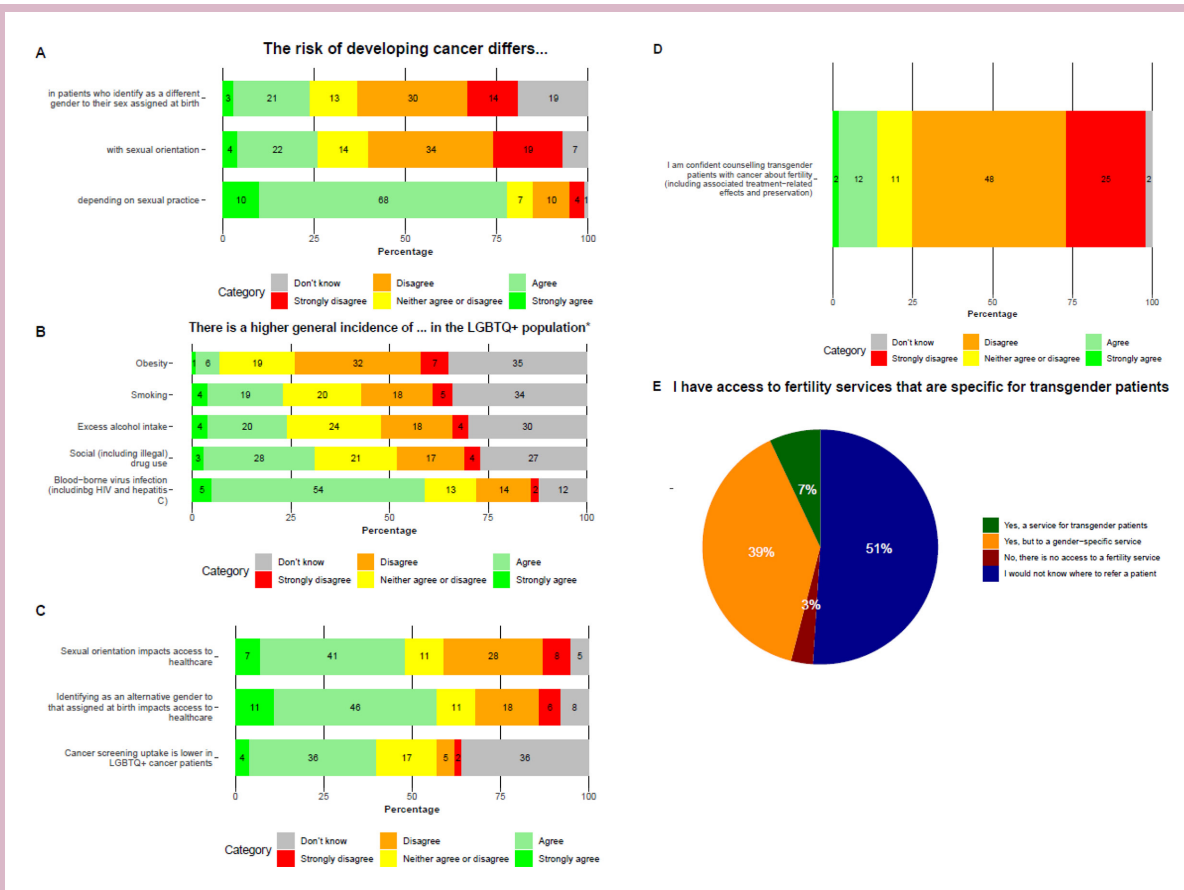 A
The risk of developing cancer differs...
in patients who identify as a different
gender to their sex assigned at birth
3 21 13 30 14 19
with sexual orientation
4 22 14 34 19 7
depending on sexual practice
10 68 7 10 4 1
0 25 50 75 100
Percentage
Category
Don't know Disagree Agree
Strongly disagree Neither agree or disagree Strongly agree
B
There is a higher general incidence of ... in the LGBTQ+ population*
Obesity
1 6 19 32 7 35
Smoking
4 19 20 18 5 34
Excess alcohol intake
4 20 24 18 4 30
Social (including illegal)
drug use
3 28 21 17 4 27
Blood-borne virus infection
(includinbg HIV and hepatitis
C)
5 54 13 14 2 12
0 25 50 75 100
Percentage
Category
Don't know Disagree Agree
Strongly disagree Neither agree or disagree Strongly agree
C
Sexual orientation impacts access to
healthcare
7 41 11 28 8 5
Identifying as an alternative gender to
that assigned at birth impacts access to
healthcare
11 46 11 18 6 8
Cancer screening uptake is lower in
LGBTQ+ cancer patients
4 36 17 5 2 36
0 25 50 75 100
Percentage
Category
Don't know Disagree Agree
Strongly disagree Neither agree or disagree Strongly agree
D
I am confident counselling transgender
patients with cancer about fertility
(including associated treatment-related
effects and preservation)
2 12 11 48 25 2
0 25 50 75 100
Percentage
Category
Don't know Disagree Agree
Strongly disagree Neither agree or disagree Strongly agree
E I have access to fertility services that are specific for transgender patients
7%
39%
51%
3%
Yes, a service for transgender patients
Yes, but to a gender-specific service
No, there is no access to a fertility service
I would not know where to refer a patient